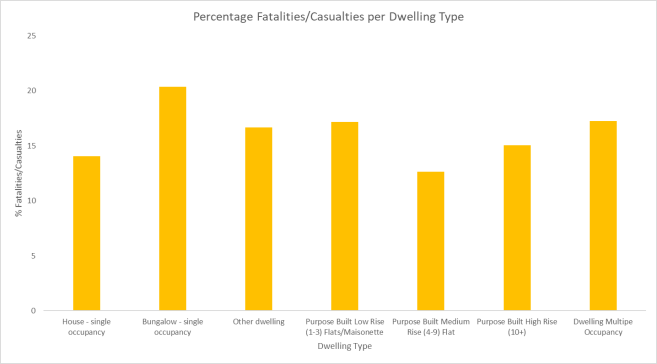 Percentage Fatalities/Casualties per Dwelling Type
% Fatalities/Casualties
25
20
15
10
5
0
House - single
occupancy
Bungalow - single
occupancy
Other dwelling
Purpose Built Low Rise
(1-3) Flats/Maisonette
Purpose Built Medium
Rise (4-9) Flat
Purpose Built High Rise
(10+)
Dwelling Multipe
Occupancy
Dwelling Type